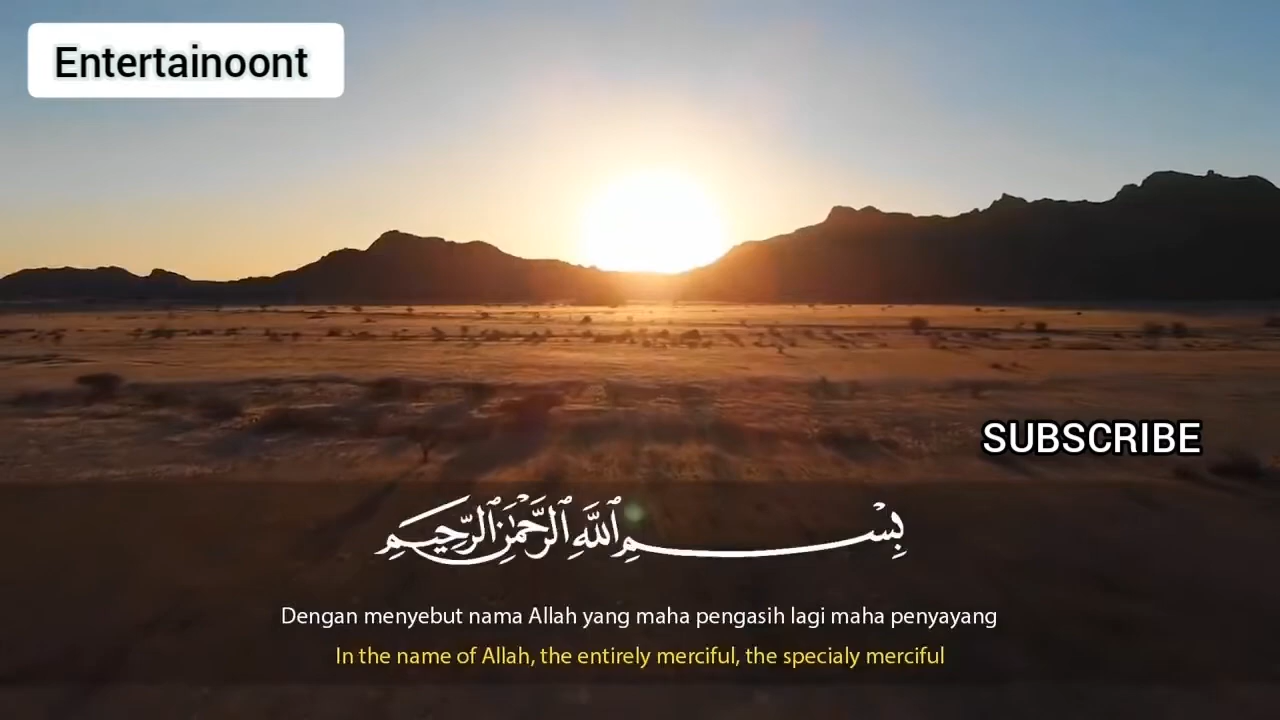 Entertainoont
SUBSCRIBE
بِسْمِ ٱللَّهِ ٱلرَّحْمَٰنِ ٱلرَّحِيمِ
Dengan menyebut nama Allah yang maha pengasih lagi maha penyayang
In the name of Allah, the entirely merciful, the specialy merciful